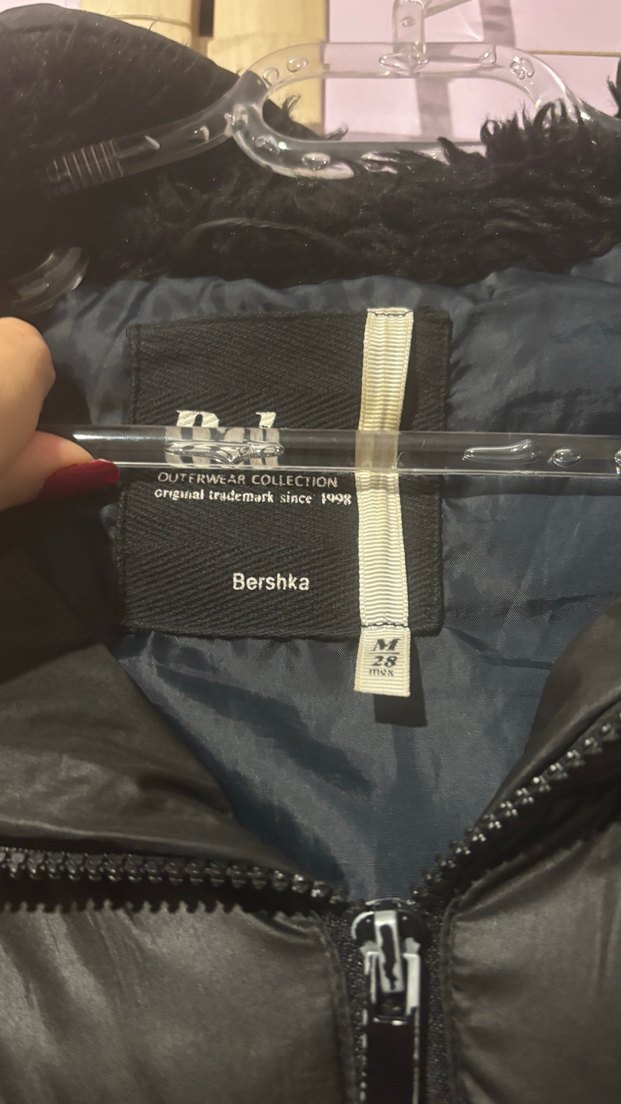 OUTERWEAR COLLECTION
original trademark since 1998
Bershka
M
28
mex